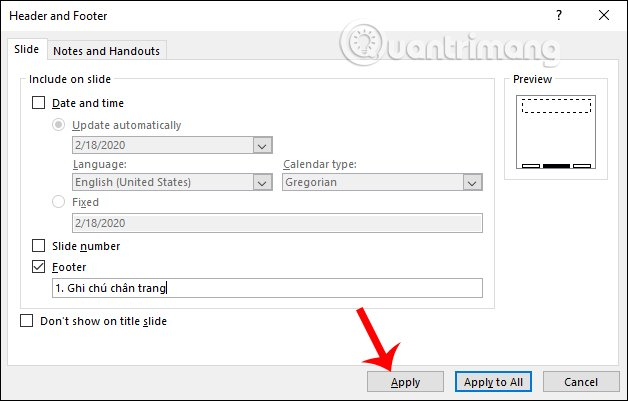 Header and Footer
? ×
Quantrimang
Slide
Notes and Handouts
Include on slide
Preview
Date and time
Update automatically
2/18/2020
Language:
Calendar type:
English (United States)
Gregorian
Fixed
2/18/2020
Slide number
Footer
1. Ghi chú chân trang
Don't show on title slide
Apply
Apply to All
Cancel